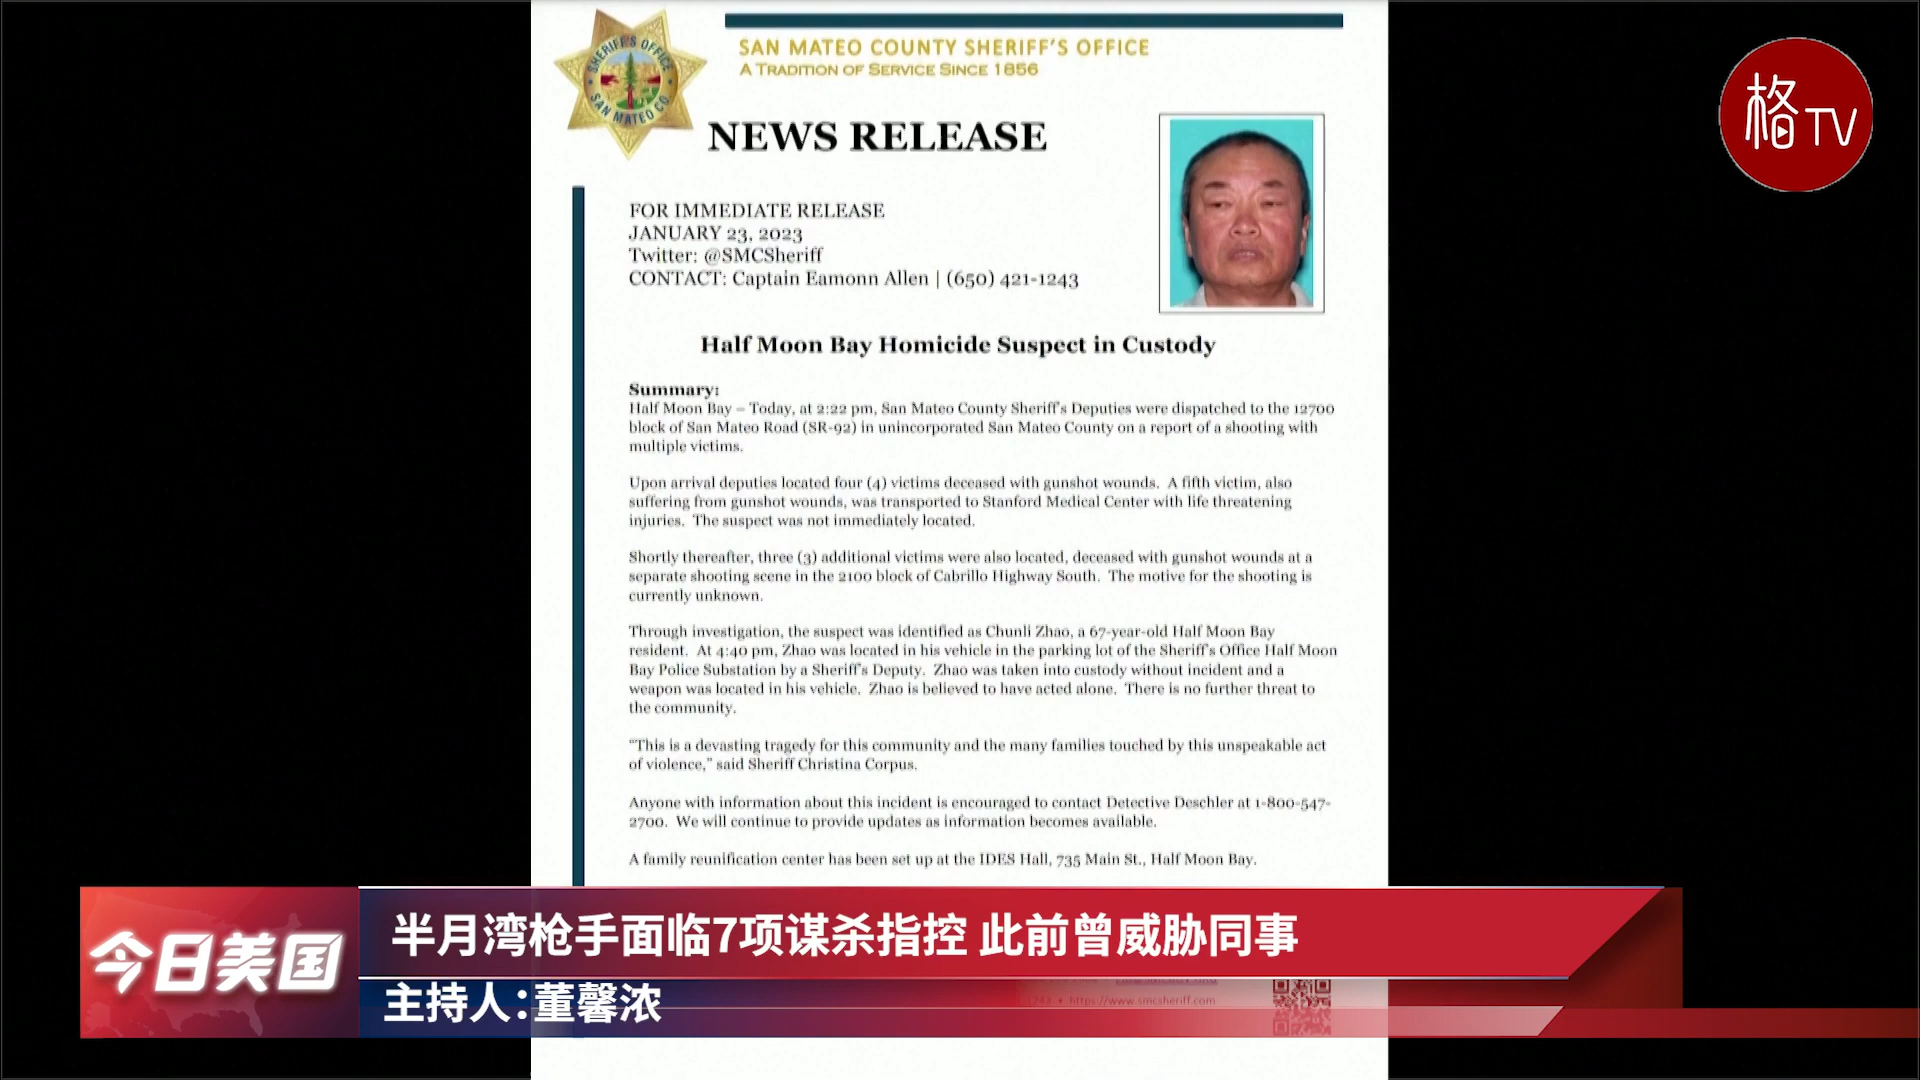 SHERIFF'S OFFICE
SAN MATEO CO
SAN MATEO COUNTY SHERIFF'S OFFICE
A TRADITION OF SERVICE SINCE 1856
格TV
NEWS RELEASE
FOR IMMEDIATE RELEASE
JANUARY 23, 2023
Twitter: @SMCSheriff
CONTACT: Captain Eamonn Allen | (650) 421-1243
Half Moon Bay Homicide Suspect in Custody
Summary:
Half Moon Bay – Today, at 2:22 pm, San Mateo County Sheriff's Deputies were dispatched to the 12700
block of San Mateo Road (SR-92) in unincorporated San Mateo County on a report of a shooting with
multiple victims.
Upon arrival deputies located four (4) victims deceased with gunshot wounds. A fifth victim, also
suffering from gunshot wounds, was transported to Stanford Medical Center with life threatening
injuries. The suspect was not immediately located.
Shortly thereafter, three (3) additional victims were also located, deceased with gunshot wounds at a
separate shooting scene in the 2100 block of Cabrillo Highway South. The motive for the shooting is
currently unknown.
Through investigation, the suspect was identified as Chunli Zhao, a 67-year-old Half Moon Bay
resident. At 4:40 pm, Zhao was located in his vehicle in the parking lot of the Sheriff's Office Half Moon
Bay Police Substation by a Sheriff's Deputy. Zhao was taken into custody without incident and a
weapon was located in his vehicle. Zhao is believed to have acted alone. There is no further threat to
the community.
"This is a devasting tragedy for this community and the many families touched by this unspeakable act
of violence," said Sheriff Christina Corpus.
Anyone with information about this incident is encouraged to contact Detective Deschler at 1-800-547-
2700. We will continue to provide updates as information becomes available.
A family reunification center has been set up at the IDES Hall, 735 Main St., Half Moon Bay.
今日美国
半月湾枪手面临7项谋杀指控 此前曾威胁同事
主持人:董馨浓
https://www.smcsheriff.com